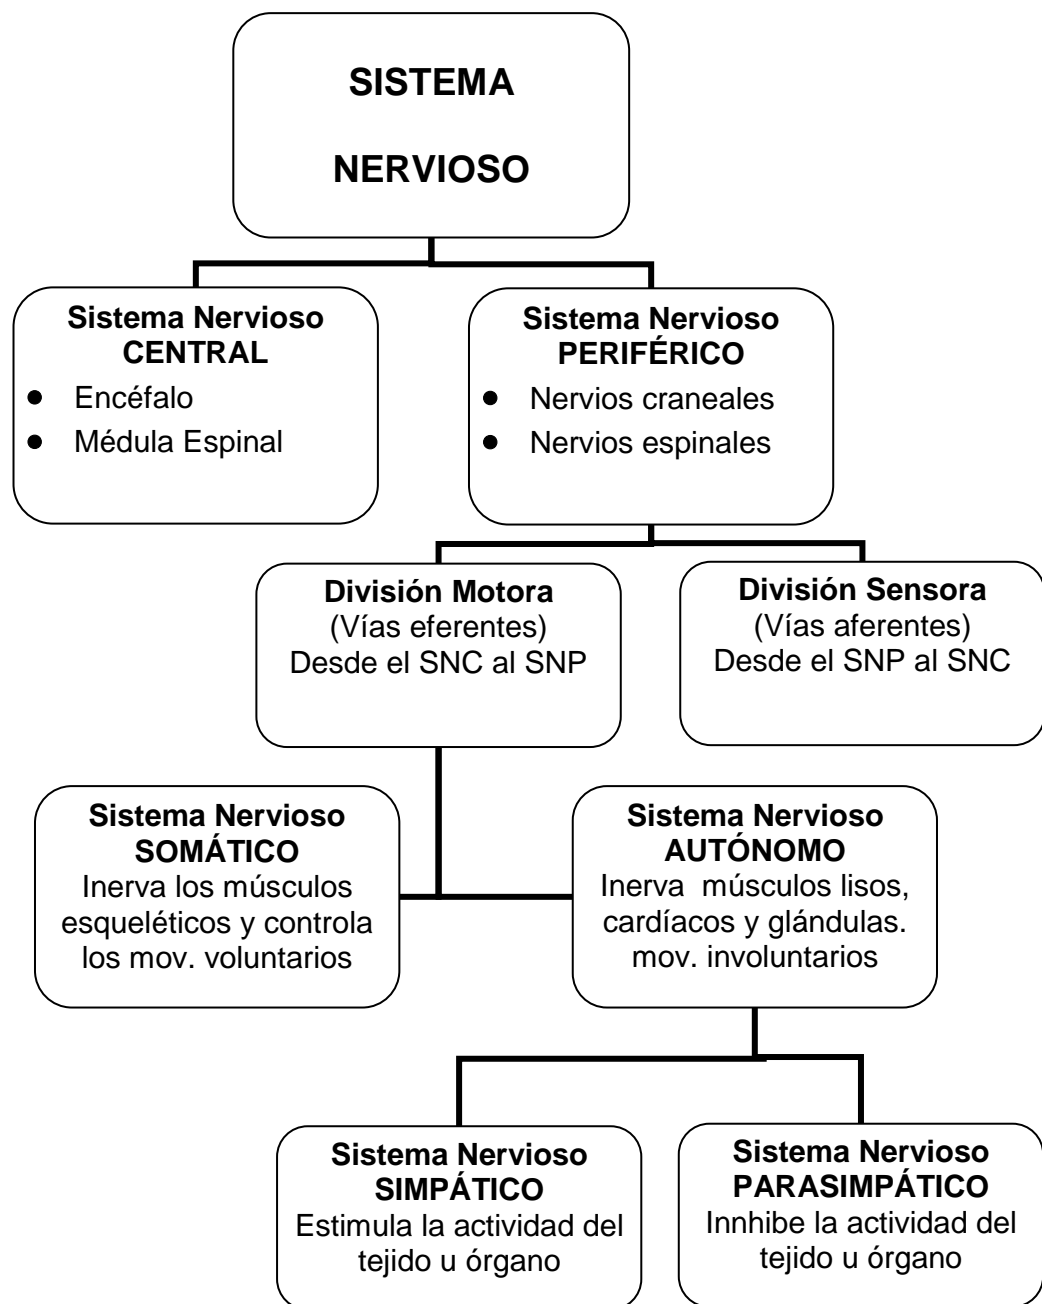 SISTEMA
NERVIOSO
Sistema Nervioso
CENTRAL
● Encéfalo
● Médula Espinal
Sistema Nervioso
PERIFÉRICO
● Nervios craneales
● Nervios espinales
División Motora
(Vías eferentes)
Desde el SNC al SNP
División Sensora
(Vías aferentes)
Desde el SNP al SNC
Sistema Nervioso
SOMÁTICO
Inerva los músculos
esqueléticos y controla
los mov. voluntarios
Sistema Nervioso
AUTÓNOMO
Inerva músculos lisos,
cardíacos y glándulas.
mov. involuntarios
Sistema Nervioso
SIMPÁTICO
Estimula la actividad del
tejido u órgano
Sistema Nervioso
PARASIMPÁTICO
Innhibe la actividad del
tejido u órgano